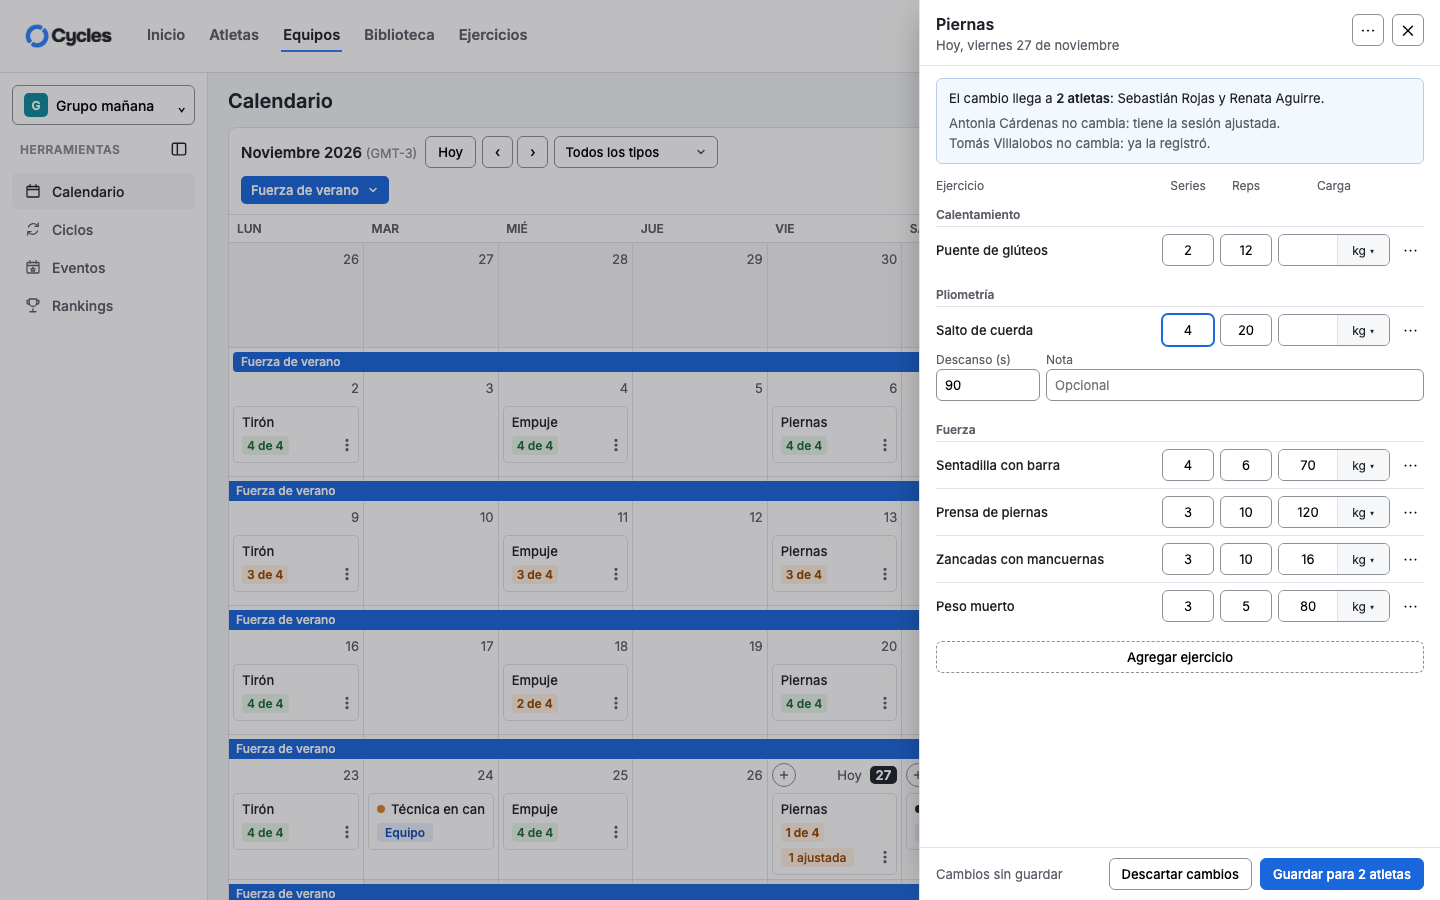 Cycles
Inicio
Atletas
Equipos
Biblioteca
Ejercicios
G
Grupo mañana
HERRAMIENTAS
Calendario
Ciclos
Eventos
Rankings
Calendario
Noviembre 2026 (GMT-3)
Hoy
‹
›
Todos los tipos
Fuerza de verano
LUN MAR MIÉ JUE VIE
26 27 28 29 30
Fuerza de verano
2 3 4 5 6
Tirón Empuje Piernas
4 de 4 4 de 4 4 de 4
Fuerza de verano
9 10 11 12 13
Tirón Empuje Piernas
3 de 4 3 de 4 3 de 4
Fuerza de verano
16 17 18 19 20
Tirón Empuje Piernas
4 de 4 2 de 4 4 de 4
Fuerza de verano
23 24 25 26 + Hoy 27
Tirón Técnica en can Empuje Piernas
4 de 4 Equipo 4 de 4 1 de 4
1 ajustada
Fuerza de verano
Piernas
Hoy, viernes 27 de noviembre
El cambio llega a 2 atletas: Sebastián Rojas y Renata Aguirre.
Antonia Cárdenas no cambia: tiene la sesión ajustada.
Tomás Villalobos no cambia: ya la registró.
Ejercicio Series Reps Carga
Calentamiento
Puente de glúteos 2 12 kg
Pliometría
Salto de cuerda 4 20 kg
Descanso (s) Nota
90 Opcional
Fuerza
Sentadilla con barra 4 6 70 kg
Prensa de piernas 3 10 120 kg
Zancadas con mancuernas 3 10 16 kg
Peso muerto 3 5 80 kg
Agregar ejercicio
Cambios sin guardar
Descartar cambios
Guardar para 2 atletas